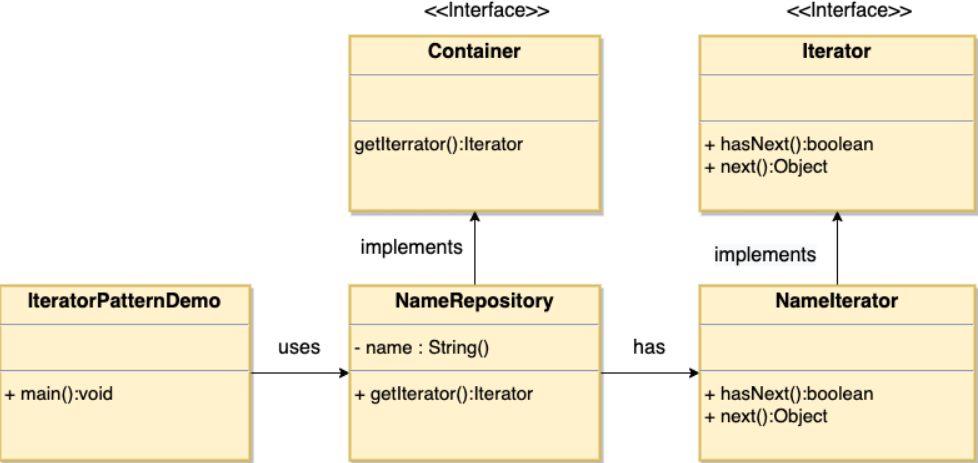 <<Interface>>
Container
getIterrator():Iterator
<<Interface>>
Iterator
+ hasNext():boolean
+ next():Object
implements
implements
IteratorPatternDemo
+ main():void
uses
NameRepository
- name : String()
+ getIterator():Iterator
has
NameIterator
+ hasNext():boolean
+ next():Object